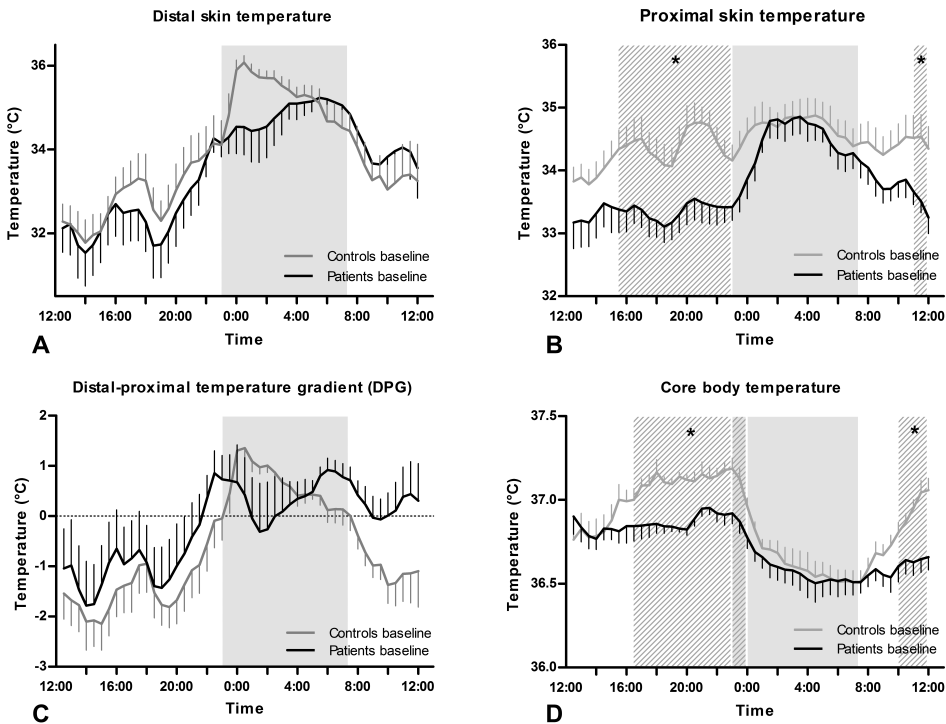 Distal skin temperature
Temperature (°C)
36
34
32
12:00 16:00 20:00 0:00 4:00 8:00 12:00
Time
Controls baseline
Patients baseline
A
Proximal skin temperature
Temperature (°C)
36
35
34
33
32
* *
12:00 16:00 20:00 0:00 4:00 8:00 12:00
Time
Controls baseline
Patients baseline
B
Distal-proximal temperature gradient (DPG)
Temperature (°C)
2
1
0
-1
-2
-3
12:00 16:00 20:00 0:00 4:00 8:00 12:00
Time
Controls baseline
Patients baseline
C
Core body temperature
Temperature (°C)
37.5
37.0
36.5
36.0
* *
12:00 16:00 20:00 0:00 4:00 8:00 12:00
Time
Controls baseline
Patients baseline
D